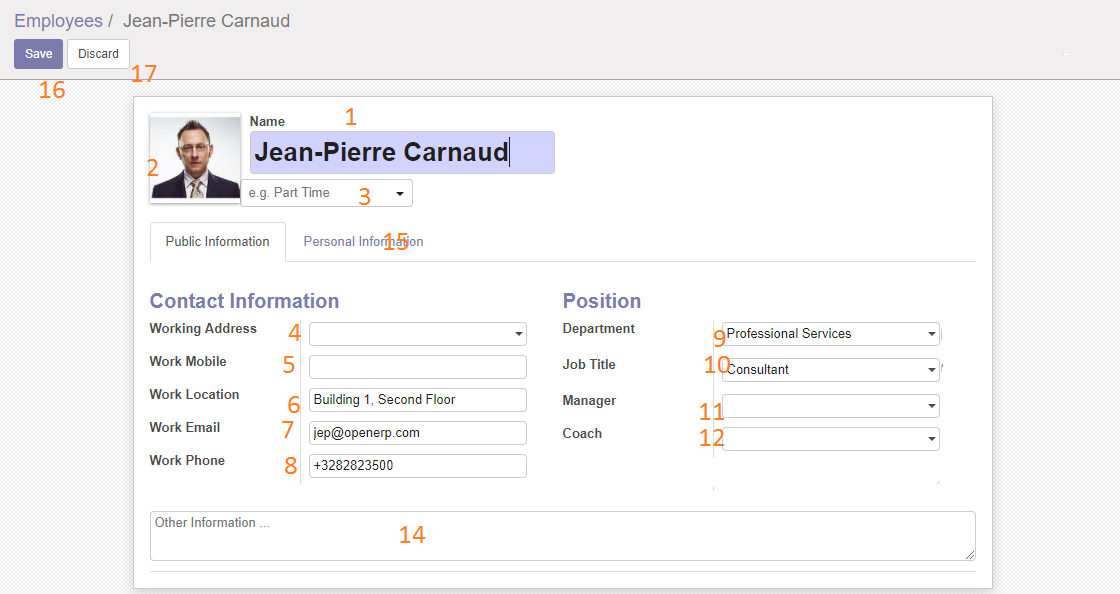 Employees / Jean-Pierre Carnaud
Save Discard
17
16
Name 1
Jean-Pierre Carnaud
2
e.g. Part Time 3
Public Information Personal Information 15
Contact Information
Working Address 4
Work Mobile 5
Work Location 6 Building 1, Second Floor
Work Email 7 jep@openerp.com
Work Phone 8 +3282823500
Position
Department 9 Professional Services
Job Title 10 Consultant
Manager 11
Coach 12
Other Information ...
14